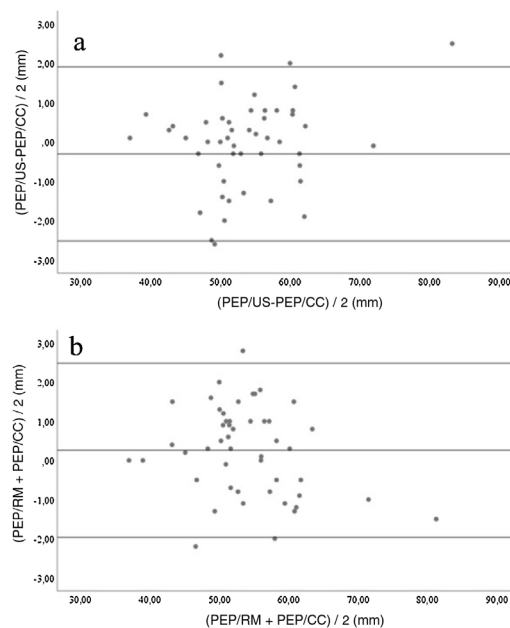 a
3,00
2,00
1,00
,00
-1,00
-2,00
-3,00
(PEP/US-PEP/CC) / 2 (mm)
30,00 40,00 50,00 60,00 70,00 80,00 90,00
(PEP/US-PEP/CC) / 2 (mm)
b
3,00
2,00
1,00
,00
-1,00
-2,00
-3,00
(PEP/RM + PEP/CC) / 2 (mm)
30,00 40,00 50,00 60,00 70,00 80,00 90,00
(PEP/RM + PEP/CC) / 2 (mm)